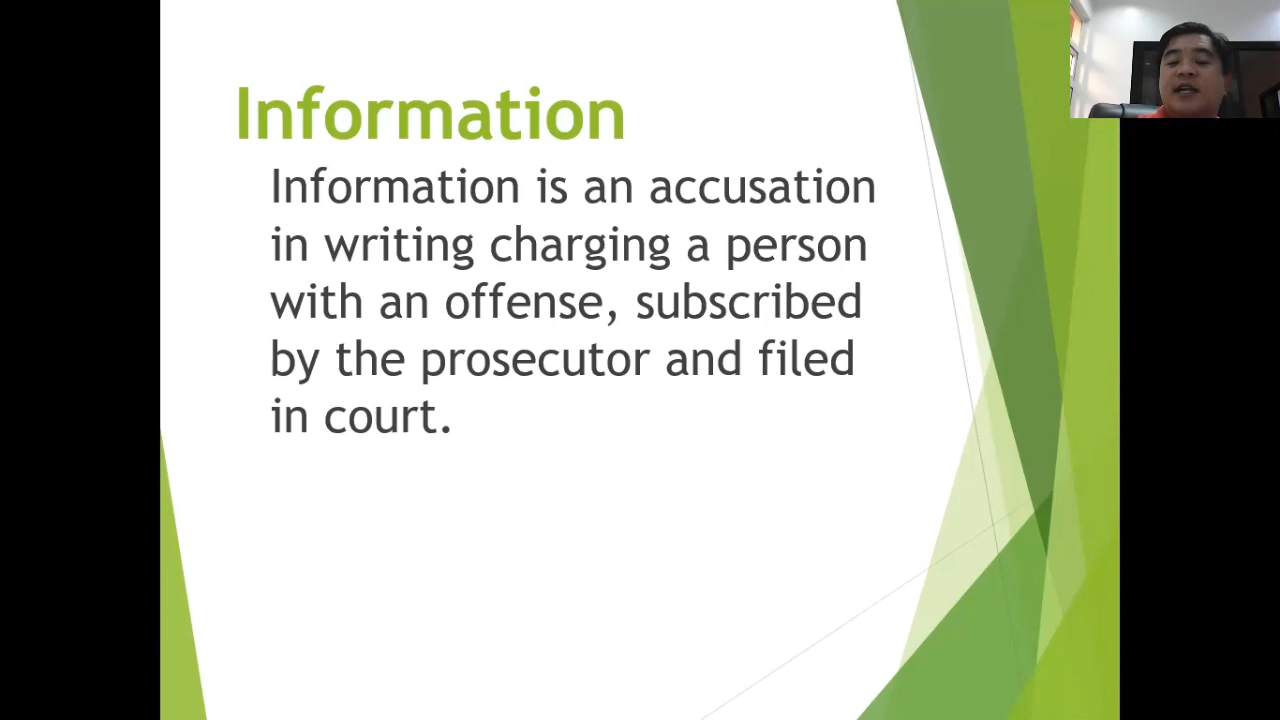 Information
Information is an accusation
in writing charging a person
with an offense, subscribed
by the prosecutor and filed
in court.